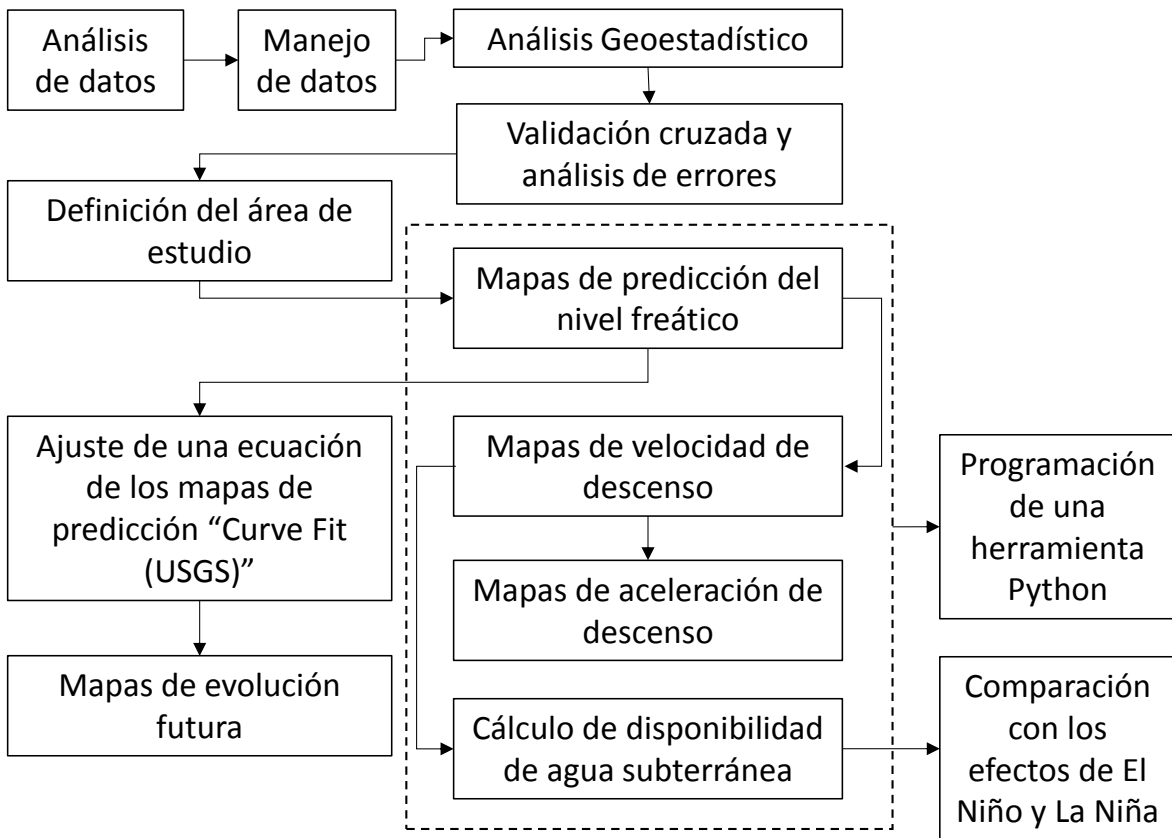 Análisis
de datos
Manejo
de datos
Análisis Geoestadístico
Validación cruzada y
análisis de errores
Definición del área de
estudio
Mapas de predicción del
nivel freático
Ajuste de una ecuación
de los mapas de
predicción “Curve Fit
(USGS)”
Mapas de velocidad de
descenso
Programación
de una
herramienta
Python
Mapas de aceleración de
descenso
Mapas de evolución
futura
Cálculo de disponibilidad
de agua subterránea
Comparación
con los
efectos de El
Niño y La Niña